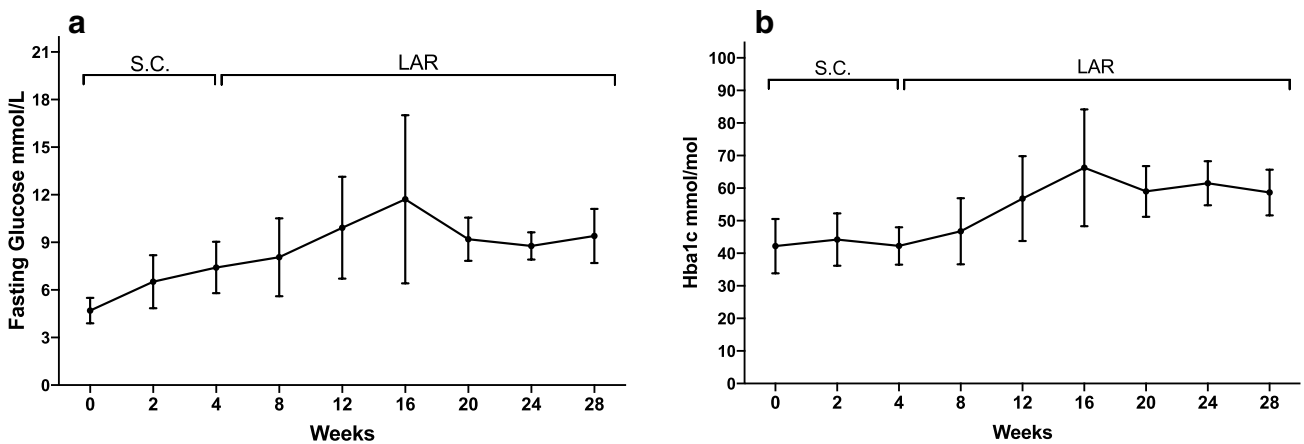 a
S.C.
LAR
Fasting Glucose mmol/L
21
18
15
12
9
6
3
0
0 2 4 8 12 16 20 24 28
Weeks
b
S.C.
LAR
Hba1c mmol/mol
100
90
80
70
60
50
40
30
20
10
0
0 2 4 8 12 16 20 24 28
Weeks